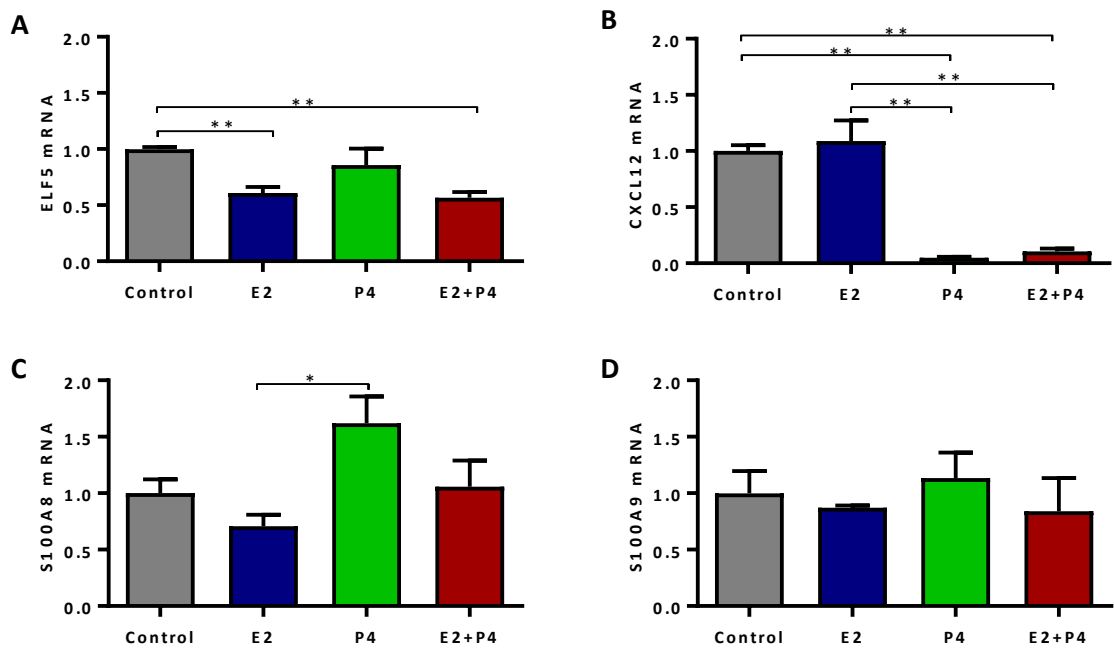 A
ELF5 mRNA
2.0
1.5
1.0
0.5
0.0
**
**
Control E2 P4 E2+P4
B
CXCL12 mRNA
2.0
1.5
1.0
0.5
0.0
**
**
**
**
Control E2 P4 E2+P4
C
S100A8 mRNA
2.0
1.5
1.0
0.5
0.0
*
Control E2 P4 E2+P4
D
S100A9 mRNA
2.0
1.5
1.0
0.5
0.0
Control E2 P4 E2+P4